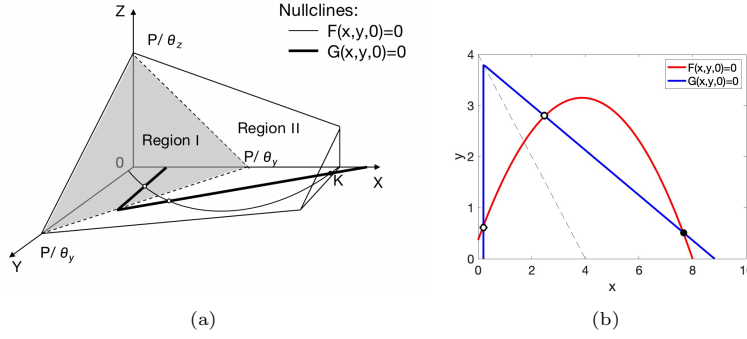 Z
Nullclines:
F(x,y,0)=0
G(x,y,0)=0
P/ θz
Region I
Region II
0
P/ θy
K
X
Y
P/ θy
(a)
F(x,y,0)=0
G(x,y,0)=0
y
4
3
2
1
0
0 2 4 6 8 10
x
(b)